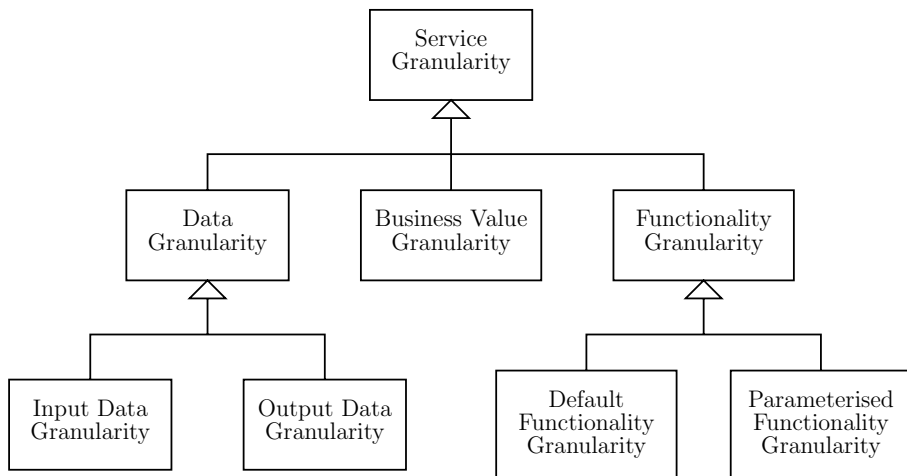 Service
Granularity
Data
Granularity
Business Value
Granularity
Functionality
Granularity
Input Data
Granularity
Output Data
Granularity
Default
Functionality
Granularity
Parameterised
Functionality
Granularity